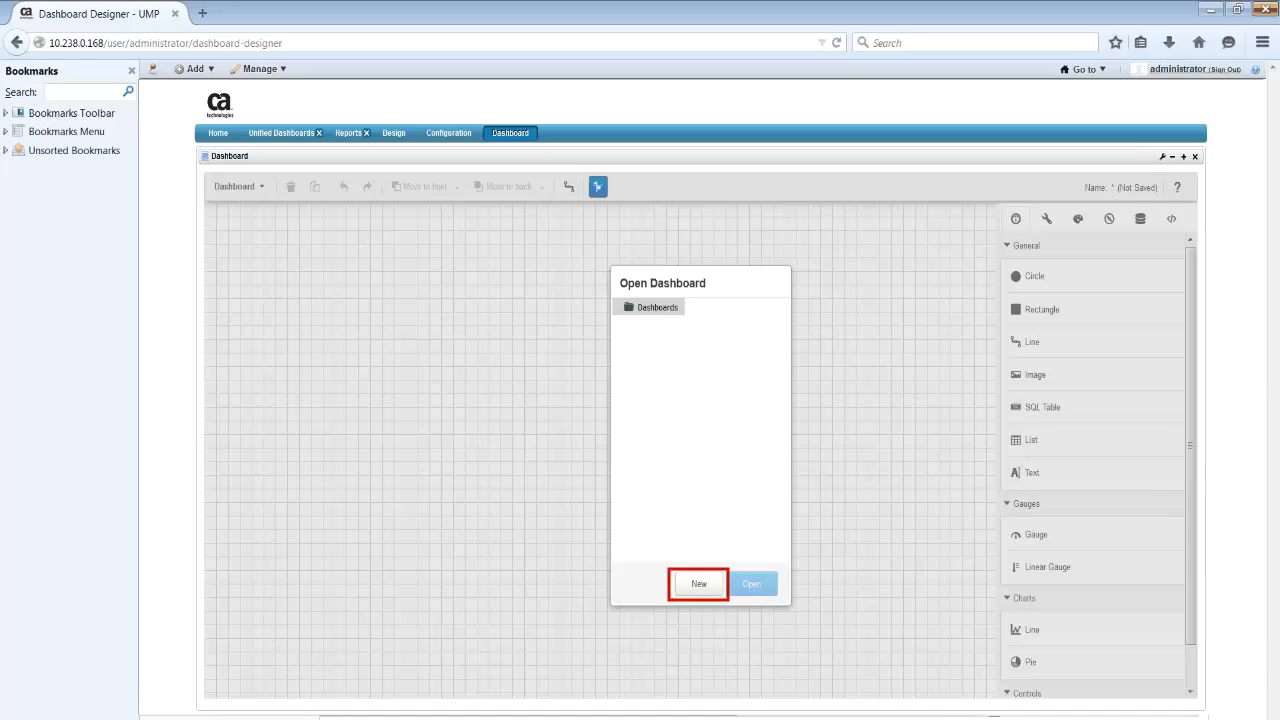 Dashboard Designer - UMP
10.238.0.168/user/administrator/dashboard-designer
Search
Bookmarks
Add
Manage
Go to
administrator (Sign Out)
Search:
Bookmarks Toolbar
Bookmarks Menu
Unsorted Bookmarks
ca
technologies
Home
Unified Dashboards
Reports
Design
Configuration
Dashboard
Dashboard
Dashboard
Move to front
Move to back
Name: * (Not Saved)
?
General
Circle
Rectangle
Line
Image
SQL Table
List
Text
Gauges
Gauge
Linear Gauge
Charts
Line
Pie
Controls
Open Dashboard
Dashboards
New
Open